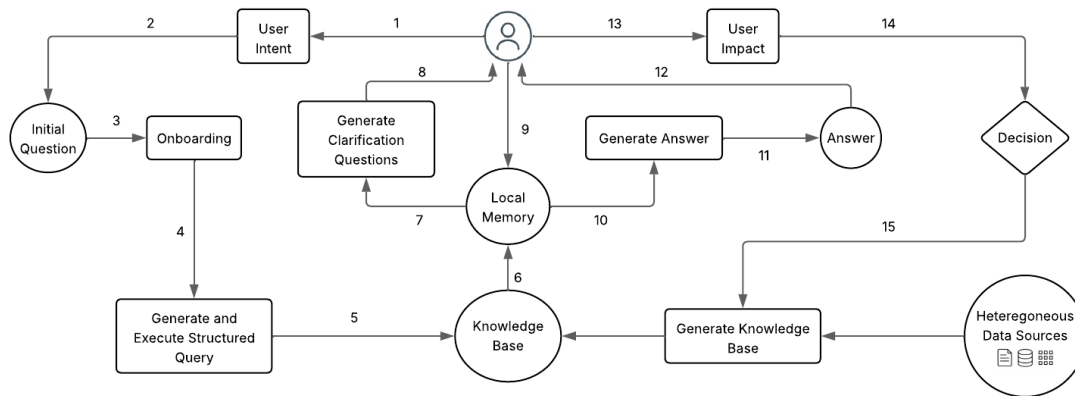 2
1
13
14
User
Intent
User
Impact
8
12
Initial
Question
3
Onboarding
Generate
Clarification
Questions
9
Generate Answer
11
Answer
Decision
Local
Memory
7
10
4
15
6
Generate and
Execute Structured
Query
5
Knowledge
Base
Generate Knowledge
Base
Heteregoneous
Data Sources